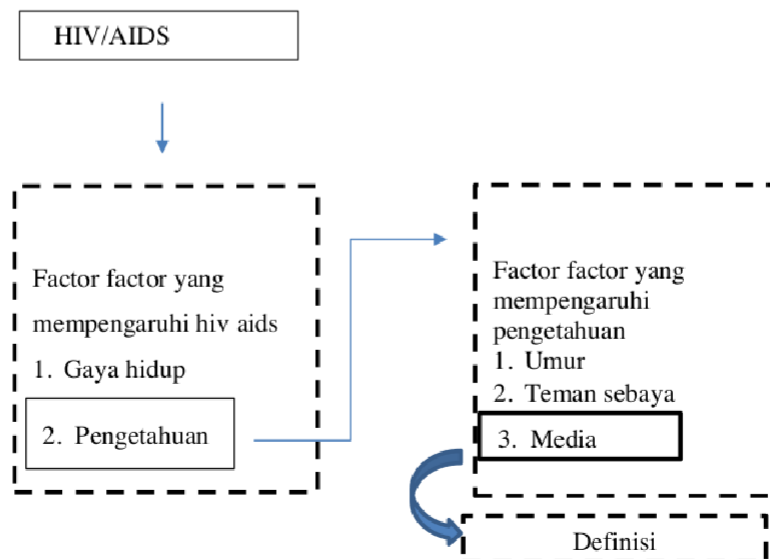 HIV/AIDS
Factor factor yang
mempengaruhi hiv aids
1. Gaya hidup
2. Pengetahuan
Factor factor yang
mempengaruhi
pengetahuan
1. Umur
2. Teman sebaya
3. Media
Definisi